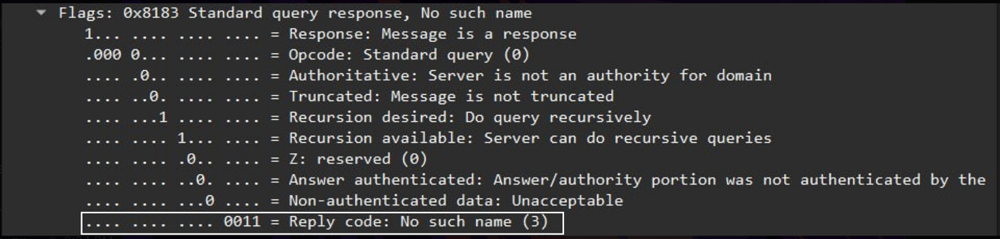 Flags: 0x8183 Standard query response, No such name
1... .... .... .... = Response: Message is a response
.000 0... .... .... = Opcode: Standard query (0)
.... .0.. .... .... = Authoritative: Server is not an authority for domain
.... ..0. .... .... = Truncated: Message is not truncated
.... ...1 .... .... = Recursion desired: Do query recursively
.... .... 1... .... = Recursion available: Server can do recursive queries
.... .... .0.. .... = Z: reserved (0)
.... .... ..0. .... = Answer authenticated: Answer/authority portion was not authenticated by the
.... .... ...0 .... = Non-authenticated data: Unacceptable
.... .... .... 0011 = Reply code: No such name (3)